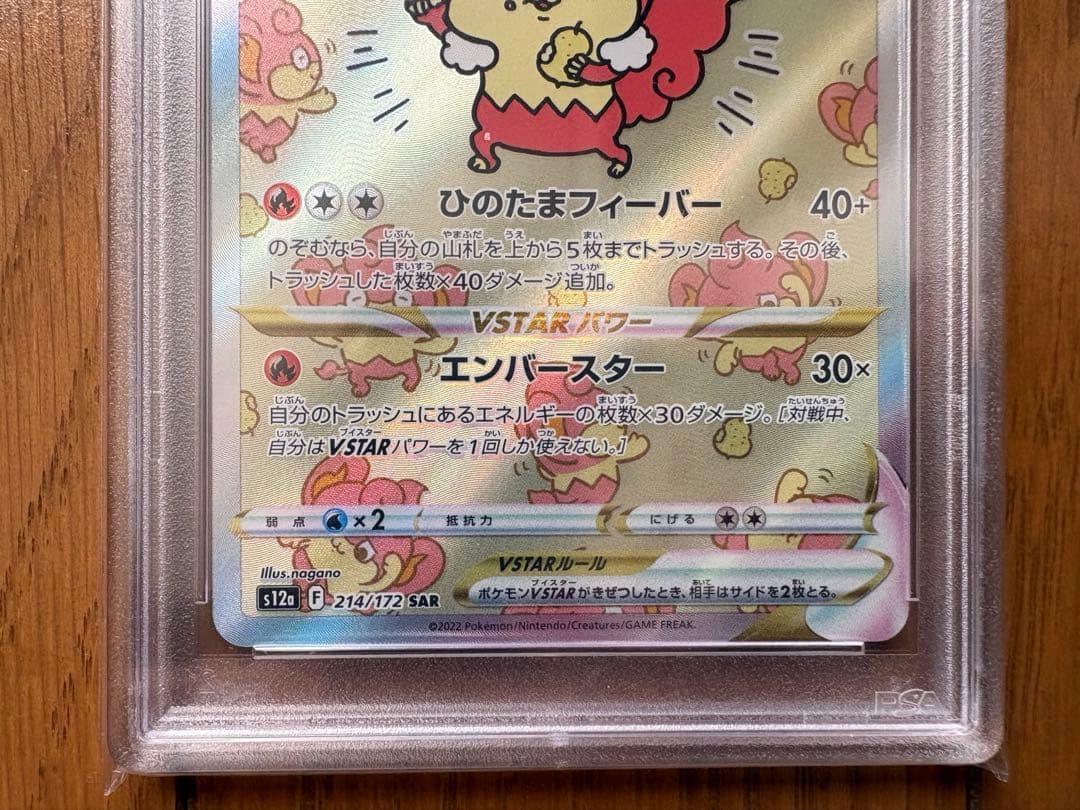 ひのたまフィーバー 40+
のぞむなら、自分の山札を上から5枚までトラッシュする。その後、
トラッシュした枚数×40ダメージ追加。
VSTARパワー
エンバースター 30×
自分のトラッシュにあるエネルギーの枚数×30ダメージ。[対戦中、
自分はVSTARパワーを1回しか使えない。]
弱点 ×2 抵抗力 にげる
VSTARルール
ポケモンVSTARがきぜつしたとき、相手はサイドを2枚とる。
Illus.nagano
s12a F 214/172 SAR
©2022 Pokémon/Nintendo/Creatures/GAME FREAK.
PSA